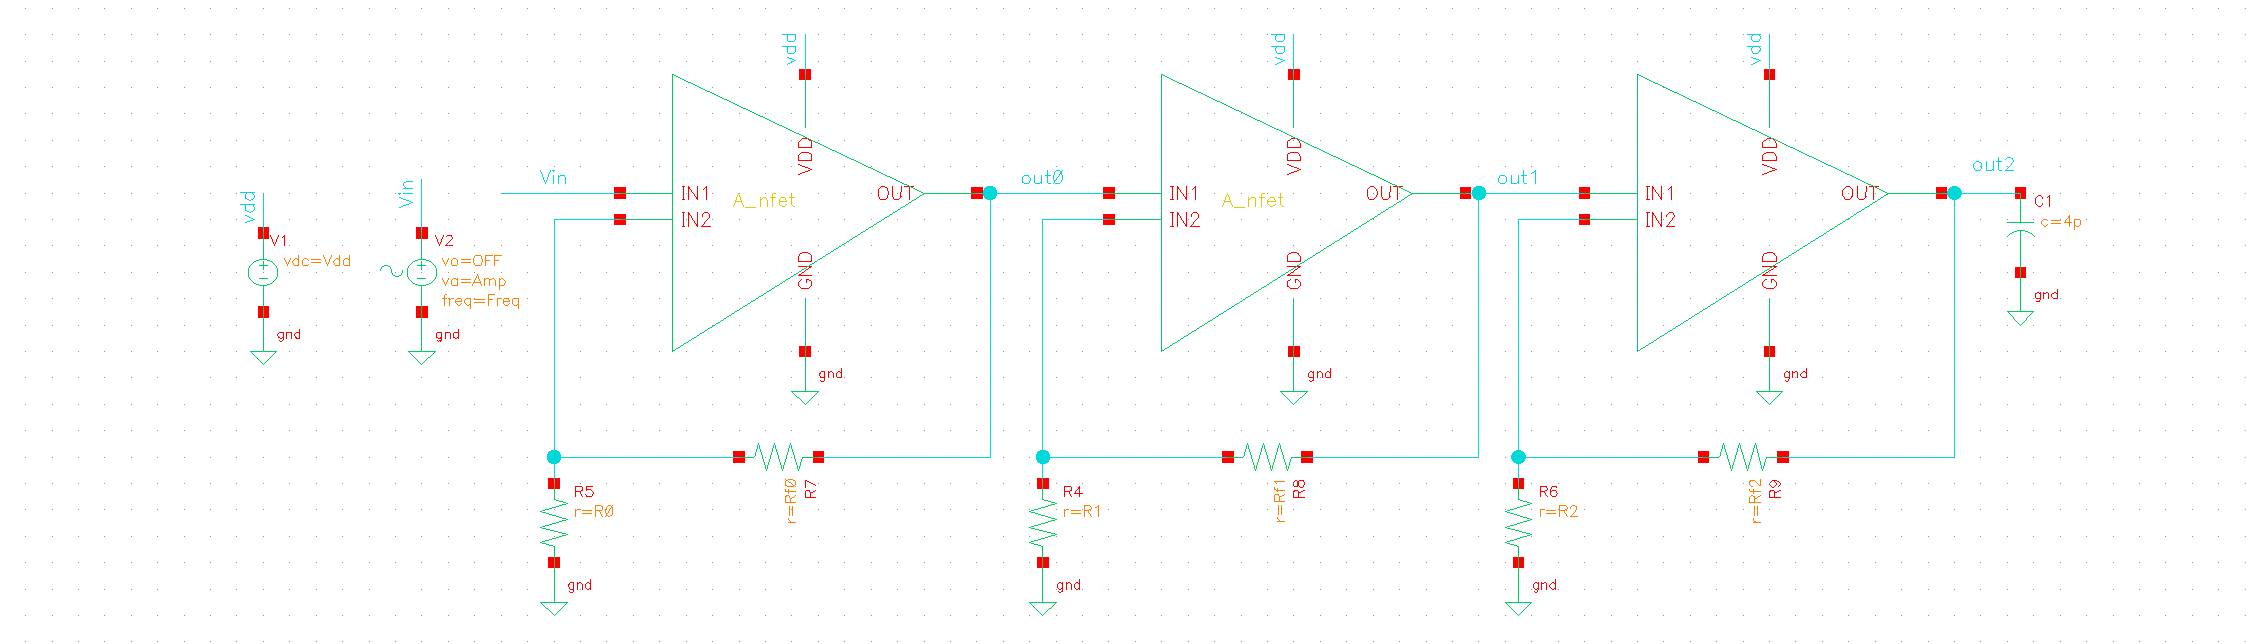 vdd
vdd
vdd
VDD
VDD
VDD
Vin
IN1
IN2
A_nfet
OUT
GND
gnd
out0
IN1
IN2
A_nfet
OUT
GND
gnd
out1
IN1
IN2
OUT
GND
gnd
out2
C1
c=4p
gnd
vdd
V1
vdc=Vdd
gnd
Vin
V2
vo=OFF
va=Amp
freq=Freq
gnd
R5
r=R0
gnd
r=Rf0
R7
R4
r=R1
gnd
r=Rf1
R8
R6
r=R2
gnd
r=Rf2
R9